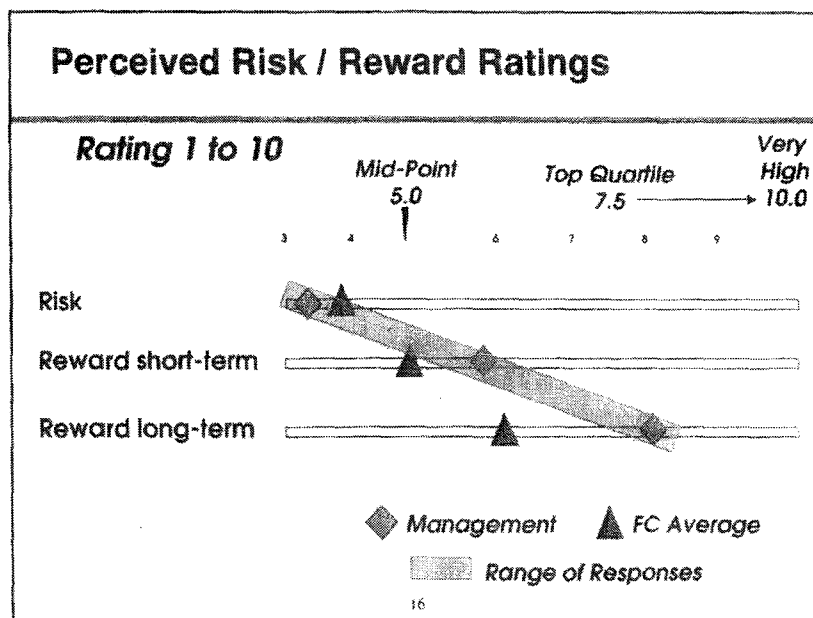 Perceived Risk / Reward Ratings
Rating 1 to 10
Mid-Point
5.0
Top Quartile
7.5
Very
High
10.0
3 4 6 7 8 9
Risk
Reward short-term
Reward long-term
Management FC Average
Range of Responses
16